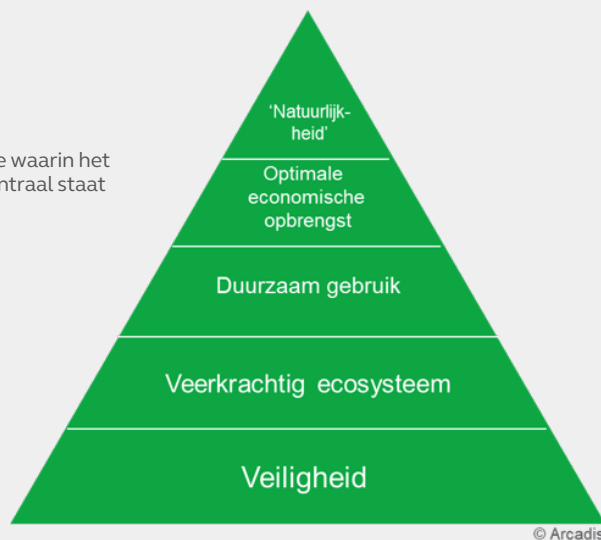 e waarin het
ntraal staat
'Natuurlijk-
heid'
Optimale
economische
opbrengst
Duurzaam gebruik
Veerkrachtig ecosysteem
Veiligheid
© Arcadis